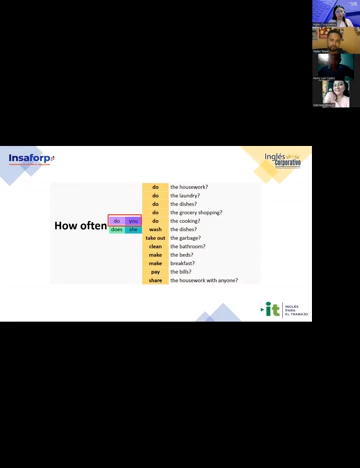 Insaforp
Inglés
Corporativo
do the housework?
do the laundry?
do the dishes?
do the grocery shopping?
How often do you do the cooking?
does she wash the dishes?
take out the garbage?
clean the bathroom?
make the beds?
make breakfast?
pay the bills?
share the housework with anyone?
it INGLÉS
PARA
EL TRABAJO